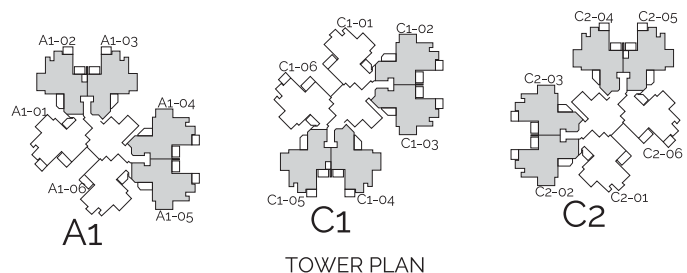 A1-02 A1-03
A1-01
A1-04
A1-06
A1-05
A1
C1-01
C1-02
C1-06
C1-03
C1-05 C1-04
C1
C2-04 C2-05
C2-03
C2-06
C2-02 C2-01
C2
TOWER PLAN